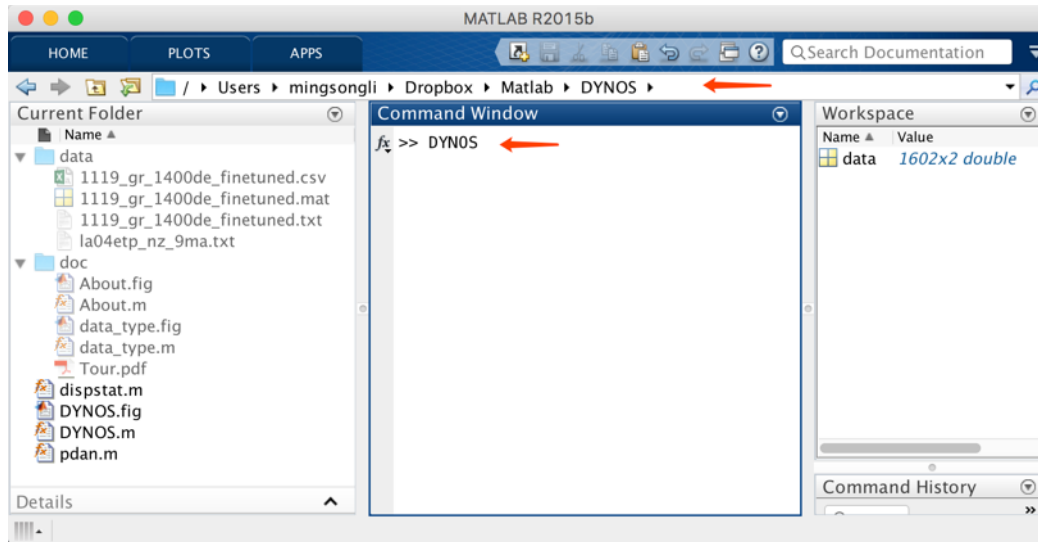 MATLAB R2015b
HOME PLOTS APPS Search Documentation
/ Users mingsongli Dropbox Matlab DYNOS
Current Folder
Name
data
1119_gr_1400de_finetuned.csv
1119_gr_1400de_finetuned.mat
1119_gr_1400de_finetuned.txt
la04etp_nz_9ma.txt
doc
About.fig
About.m
data_type.fig
data_type.m
Tour.pdf
dispstat.m
DYNOS.fig
DYNOS.m
pdan.m
Details
Command Window
fx >> DYNOS
Workspace
Name Value
data 1602x2 double
Command History